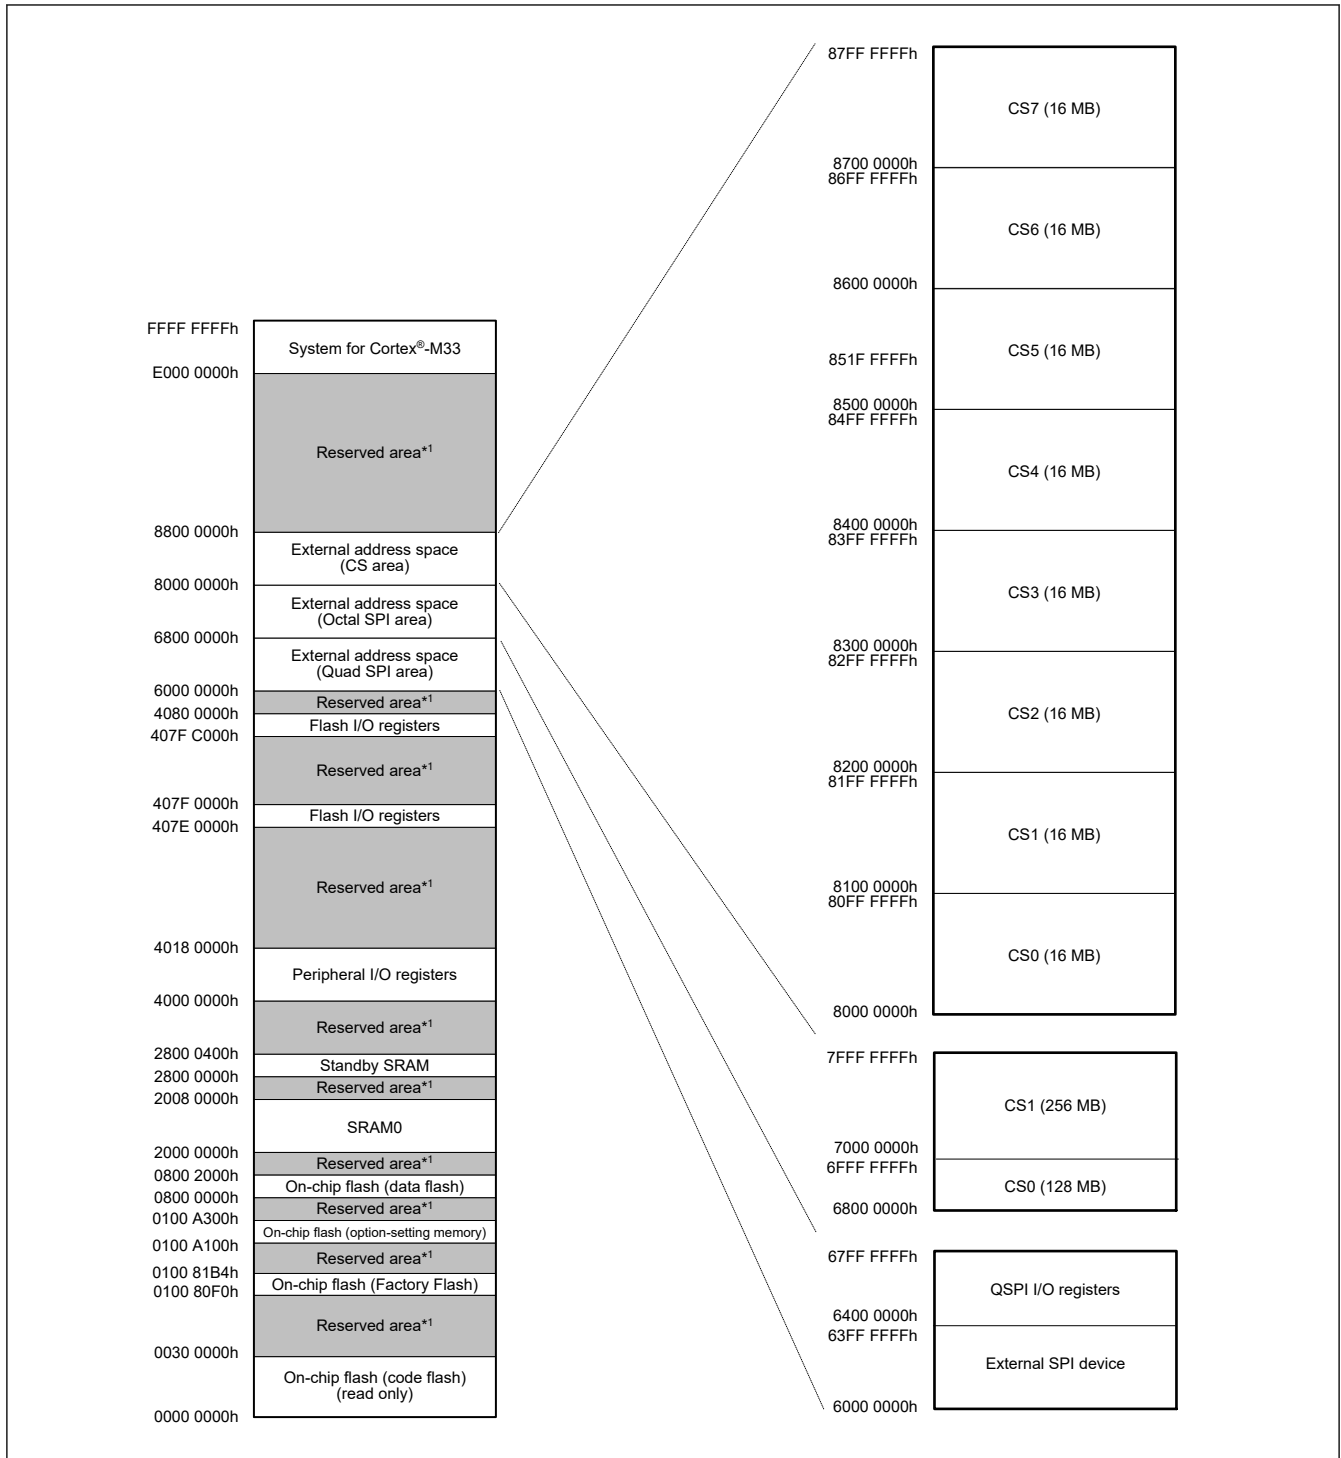 FFFF FFFFh
System for Cortex®-M33
E000 0000h
Reserved area*1
8800 0000h
External address space
(CS area)
8000 0000h
External address space
(Octal SPI area)
6800 0000h
External address space
(Quad SPI area)
6000 0000h
Reserved area*1
4080 0000h
Flash I/O registers
407F C000h
Reserved area*1
407F 0000h
Flash I/O registers
407E 0000h
Reserved area*1
4018 0000h
Peripheral I/O registers
4000 0000h
Reserved area*1
2800 0400h
Standby SRAM
2800 0000h
Reserved area*1
2008 0000h
SRAM0
2000 0000h
Reserved area*1
0800 2000h
On-chip flash (data flash)
0800 0000h
Reserved area*1
0100 A300h
On-chip flash (option-setting memory)
0100 A100h
Reserved area*1
0100 81B4h
On-chip flash (Factory Flash)
0100 80F0h
Reserved area*1
0030 0000h
On-chip flash (code flash)
(read only)
0000 0000h
87FF FFFFh
CS7 (16 MB)
8700 0000h
86FF FFFFh
CS6 (16 MB)
8600 0000h
CS5 (16 MB)
851F FFFFh
8500 0000h
84FF FFFFh
CS4 (16 MB)
8400 0000h
83FF FFFFh
CS3 (16 MB)
8300 0000h
82FF FFFFh
CS2 (16 MB)
8200 0000h
81FF FFFFh
CS1 (16 MB)
8100 0000h
80FF FFFFh
CS0 (16 MB)
8000 0000h
7FFF FFFFh
CS1 (256 MB)
7000 0000h
6FFF FFFFh
CS0 (128 MB)
6800 0000h
67FF FFFFh
QSPI I/O registers
6400 0000h
63FF FFFFh
External SPI device
6000 0000h